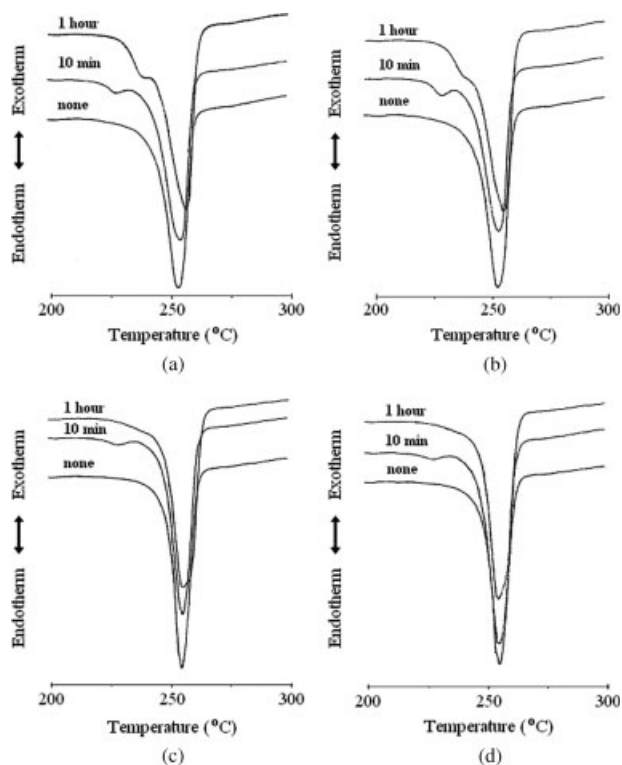 1 hour
10 min
none
Endotherm ↔ Exotherm
200 250 300
Temperature (°C)
(a)
1 hour
10 min
none
Endotherm ↔ Exotherm
200 250 300
Temperature (°C)
(b)
1 hour
10 min
none
Endotherm ↔ Exotherm
200 250 300
Temperature (°C)
(c)
1 hour
10 min
none
Endotherm ↔ Exotherm
200 250 300
Temperature (°C)
(d)